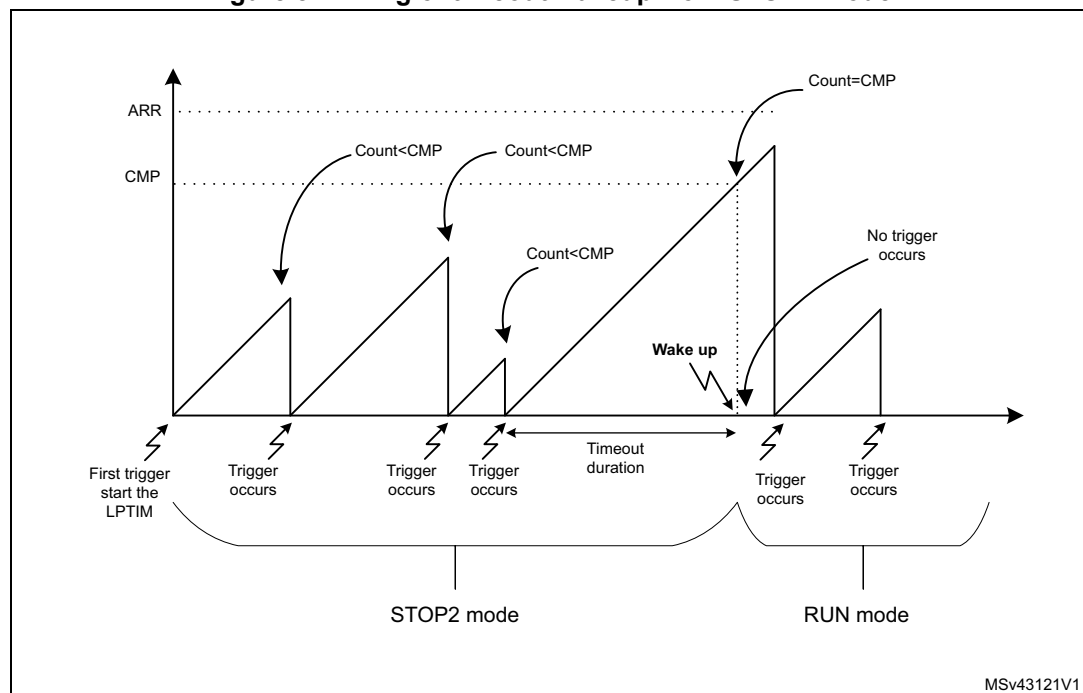 ARR
Count=CMP
Count<CMP
Count<CMP
CMP
No trigger
occurs
Count<CMP
Wake up
Timeout
duration
First trigger
start the
LPTIM
Trigger
occurs
Trigger
occurs
Trigger
occurs
Trigger
occurs
Trigger
occurs
STOP2 mode
RUN mode
MSv43121V1